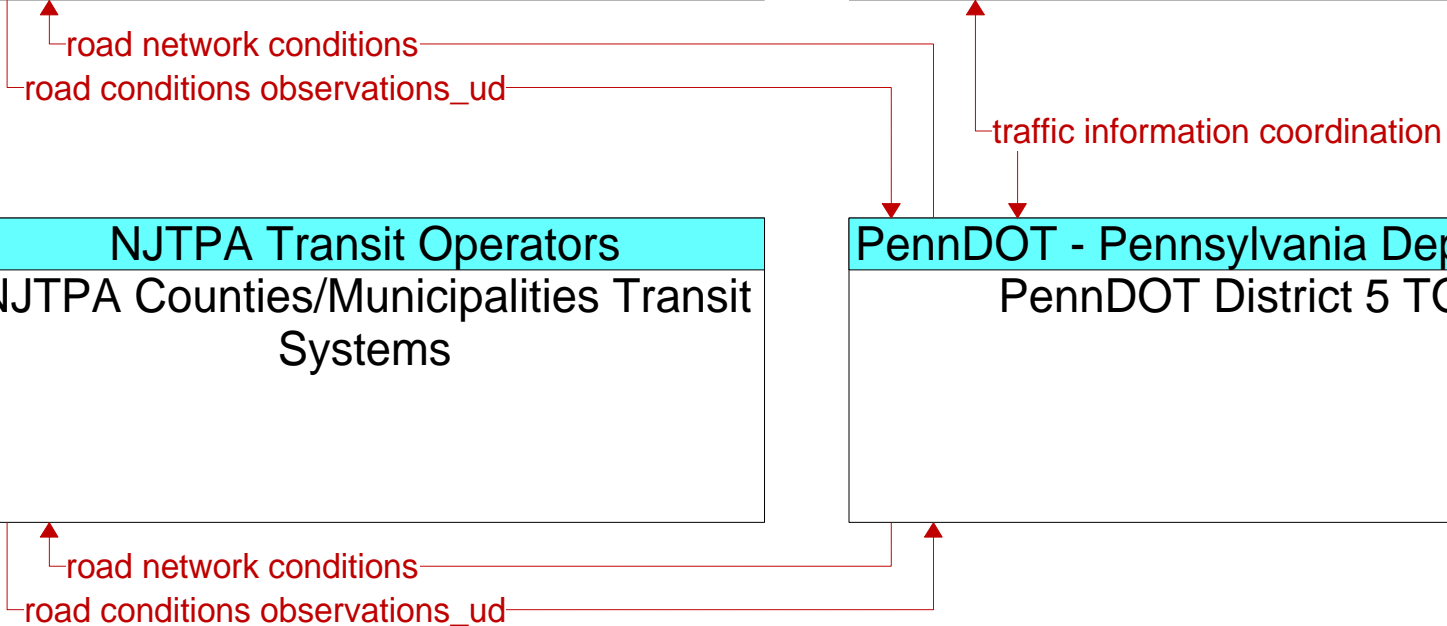 road network conditions
road conditions observations_ud
traffic information coordination
NJTPA Transit Operators
NJTPA Counties/Municipalities Transit
Systems
PennDOT - Pennsylvania Dep
PennDOT District 5 TO
road network conditions
road conditions observations_ud